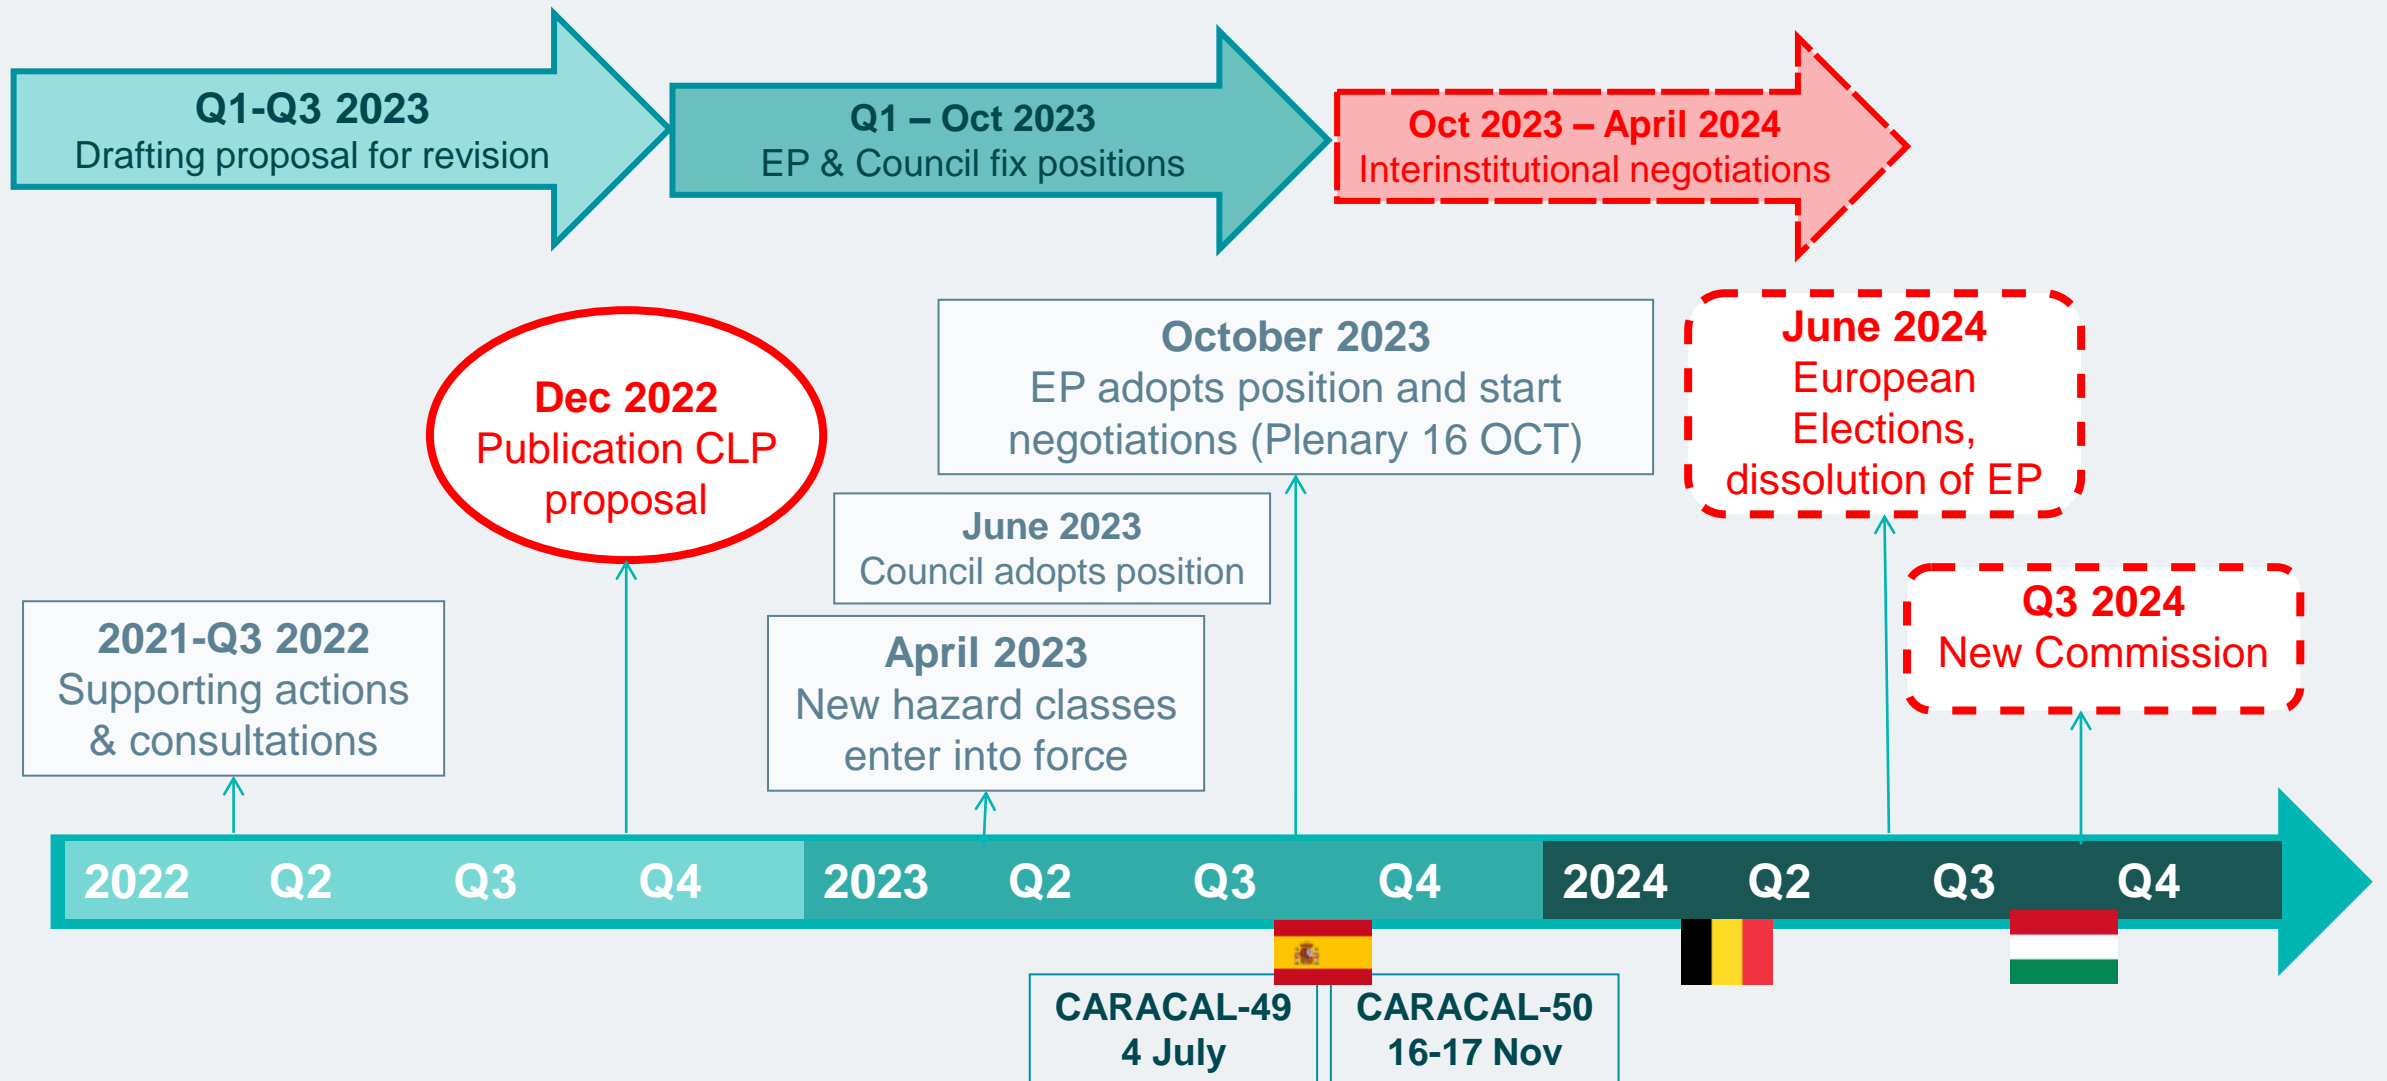 Q1-Q3 2023
Drafting proposal for revision
Q1 – Oct 2023
EP & Council fix positions
Oct 2023 – April 2024
Interinstitutional negotiations
Dec 2022
Publication CLP
proposal
October 2023
EP adopts position and start
negotiations (Plenary 16 OCT)
June 2024
European
Elections,
dissolution of EP
June 2023
Council adopts position
Q3 2024
New Commission
2021-Q3 2022
Supporting actions
& consultations
April 2023
New hazard classes
enter into force
2022 Q2 Q3 Q4 2023 Q2 Q3 Q4 2024 Q2 Q3 Q4
CARACAL-49
4 July
CARACAL-50
16-17 Nov